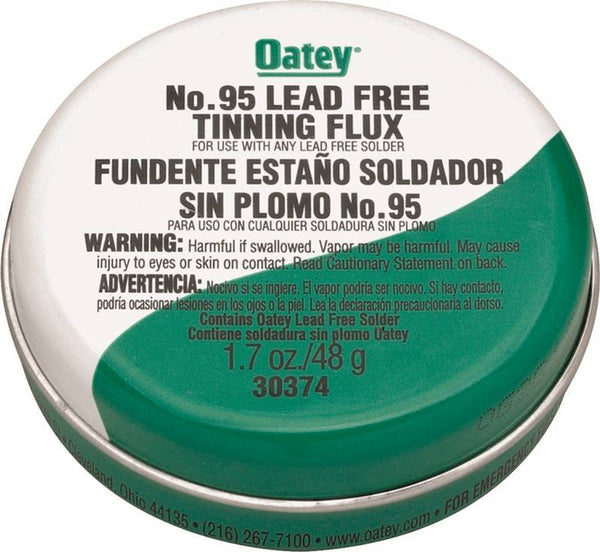 Oatey
No.95 LEAD FREE
TINNING FLUX
FOR USE WITH ANY LEAD FREE SOLDER
FUNDENTE ESTAÑO SOLDADOR
SIN PLOMO No.95
PARA USO CON CUALQUIER SOLDADURA SIN PLOMO
WARNING: Harmful if swallowed. Vapor may be harmful. May cause
injury to eyes or skin on contact. Read Cautionary Statement on back.
ADVERTENCIA: Nocivo si se ingiere. El vapor podría ser nocivo. Si hay contacto,
podría ocasionar lesiones en los ojos o la piel. Lea la declaración precaucionaria al dorso.
Contains Oatey Lead Free Solder
Contiene soldadura sin plomo Oatey
1.7 oz./48 g
30374
Cleveland, Ohio 44135 • (216) 267-7100 • www.oatey.com • FOR EMERGENCY